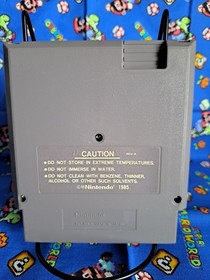 CAUTION
●DO NOT STORE IN EXTREME TEMPERATURES.
●DO NOT IMMERSE IN WATER.
●DO NOT CLEAN WITH BENZENE, THINNER,
ALCOHOL OR OTHER SUCH SOLVENTS.
©Nintendo 1985